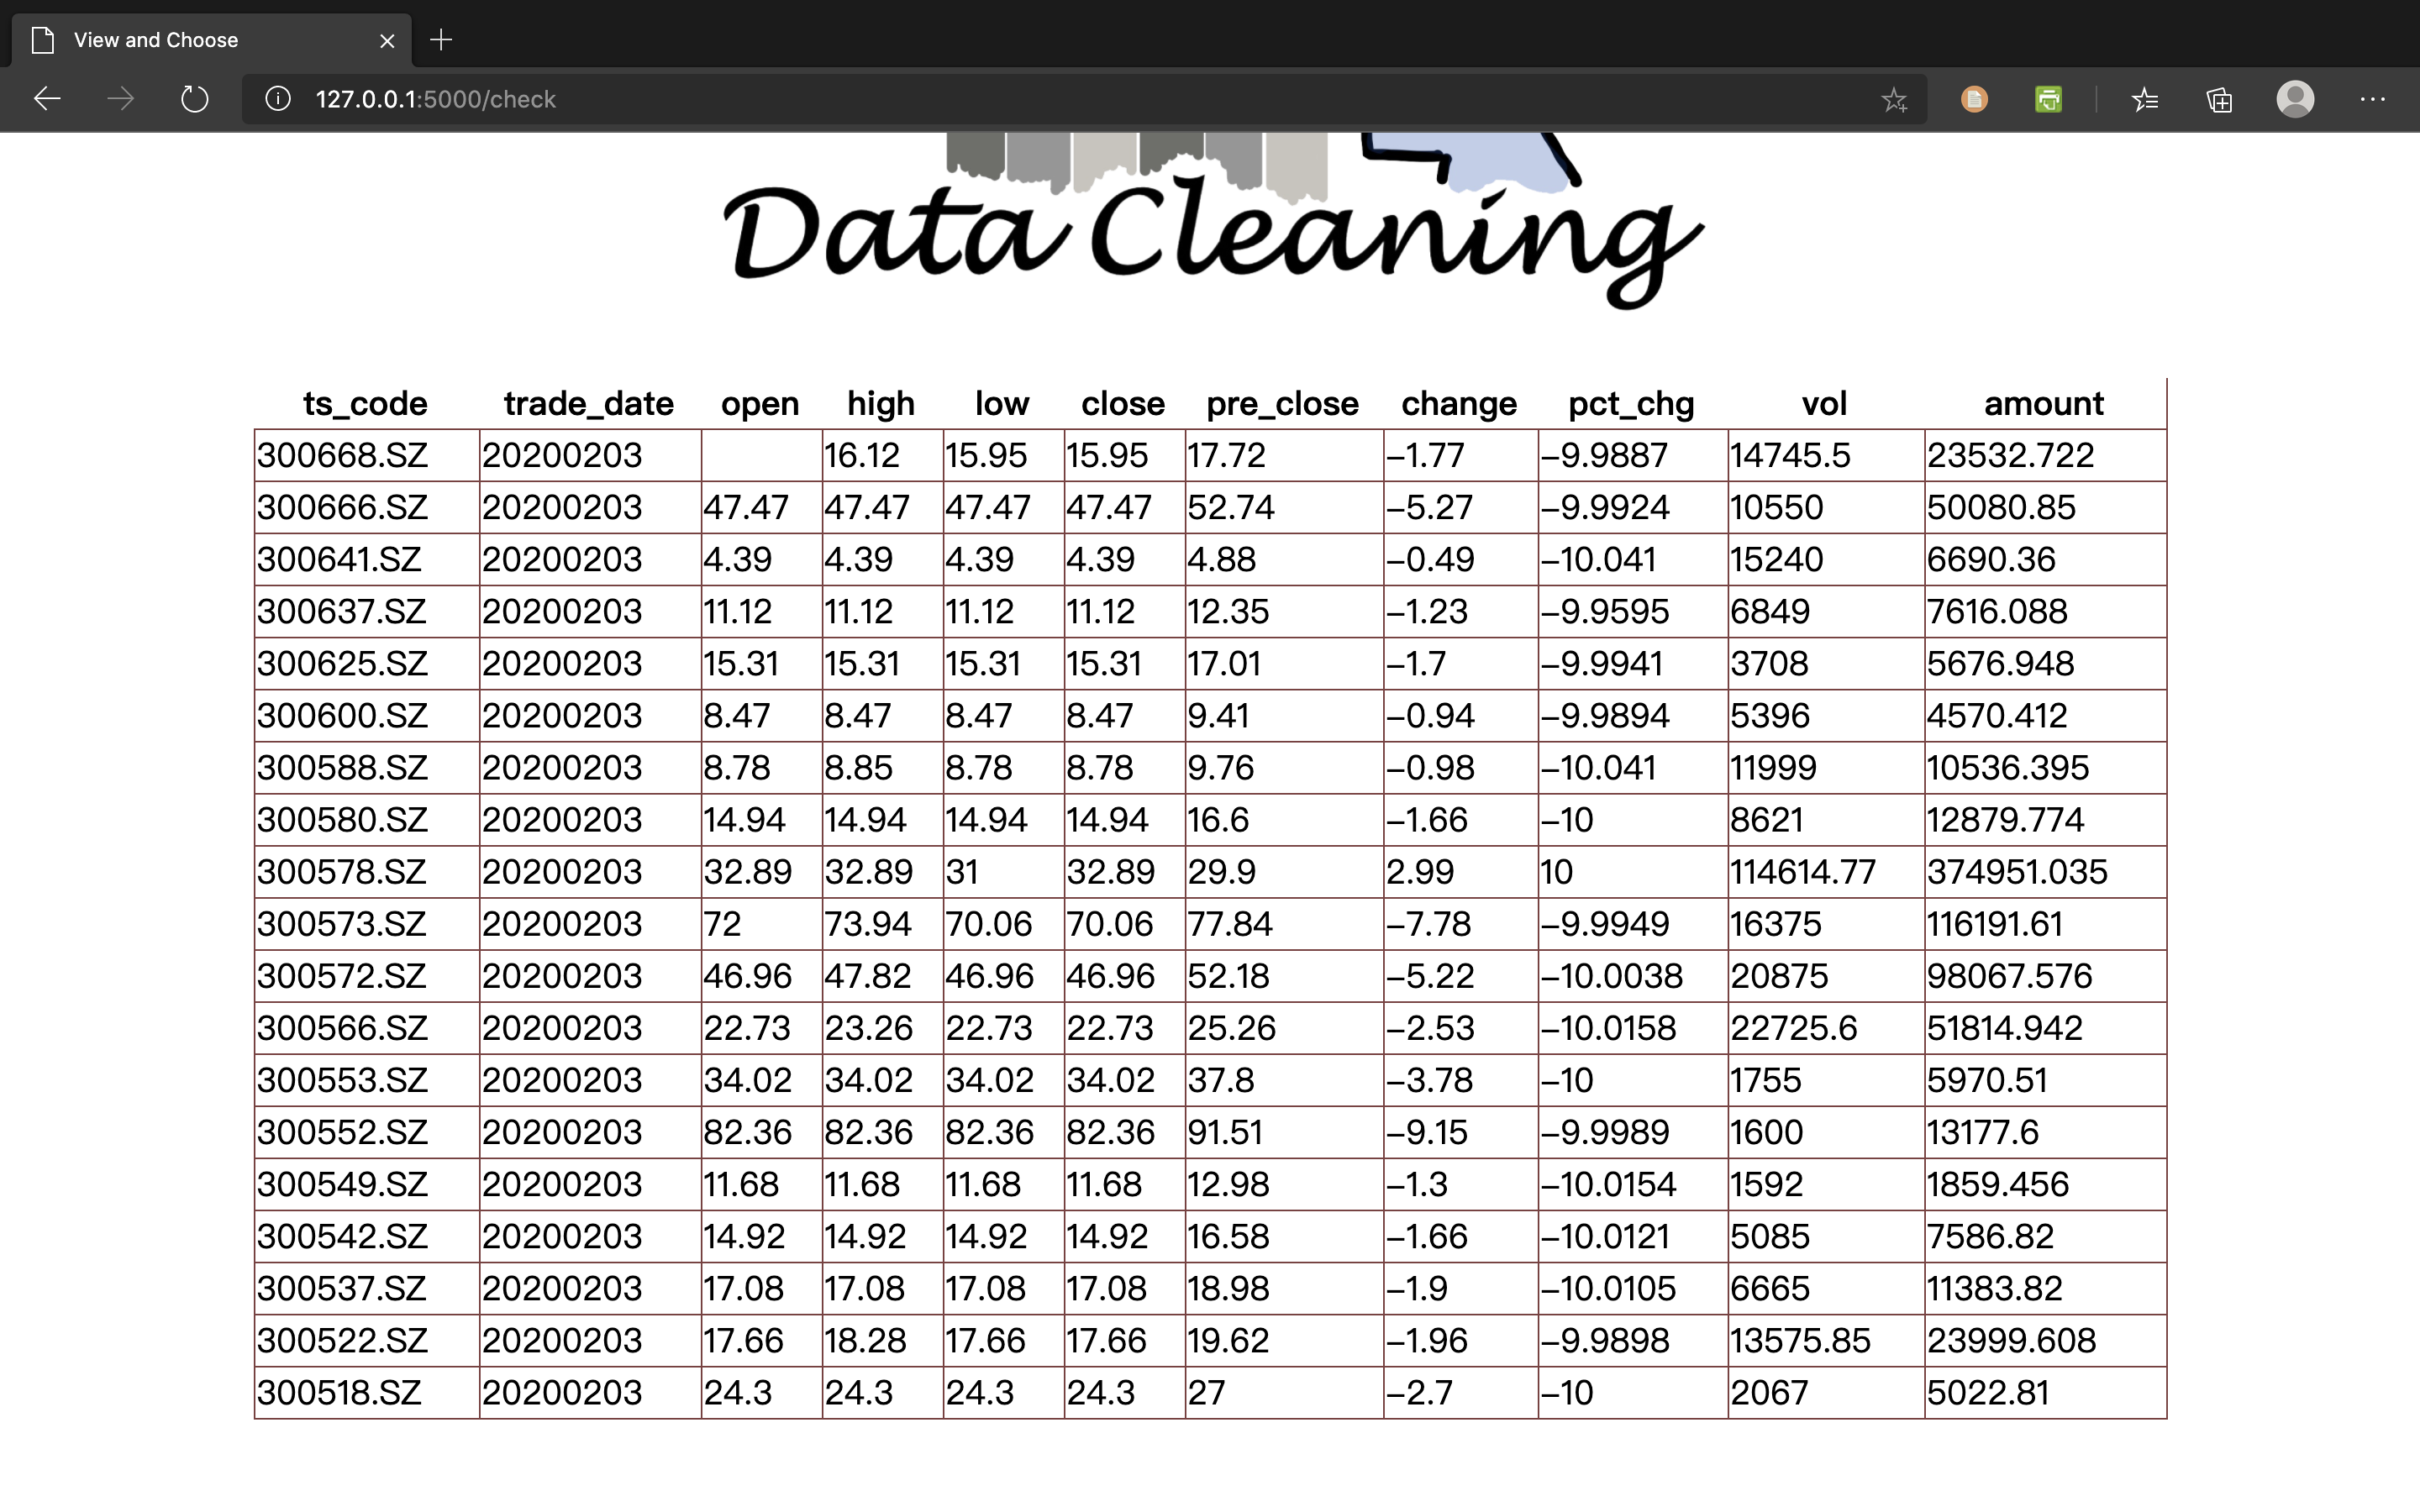 View and Choose
127.0.0.1:5000/check
Data Cleaning
ts_code trade_date open high low close pre_close change pct_chg vol amount
300668.SZ 20200203 16.12 15.95 15.95 17.72 −1.77 −9.9887 14745.5 23532.722
300666.SZ 20200203 47.47 47.47 47.47 47.47 52.74 −5.27 −9.9924 10550 50080.85
300641.SZ 20200203 4.39 4.39 4.39 4.39 4.88 −0.49 −10.041 15240 6690.36
300637.SZ 20200203 11.12 11.12 11.12 11.12 12.35 −1.23 −9.9595 6849 7616.088
300625.SZ 20200203 15.31 15.31 15.31 15.31 17.01 −1.7 −9.9941 3708 5676.948
300600.SZ 20200203 8.47 8.47 8.47 8.47 9.41 −0.94 −9.9894 5396 4570.412
300588.SZ 20200203 8.78 8.85 8.78 8.78 9.76 −0.98 −10.041 11999 10536.395
300580.SZ 20200203 14.94 14.94 14.94 14.94 16.6 −1.66 −10 8621 12879.774
300578.SZ 20200203 32.89 32.89 31 32.89 29.9 2.99 10 114614.77 374951.035
300573.SZ 20200203 72 73.94 70.06 70.06 77.84 −7.78 −9.9949 16375 116191.61
300572.SZ 20200203 46.96 47.82 46.96 46.96 52.18 −5.22 −10.0038 20875 98067.576
300566.SZ 20200203 22.73 23.26 22.73 22.73 25.26 −2.53 −10.0158 22725.6 51814.942
300553.SZ 20200203 34.02 34.02 34.02 34.02 37.8 −3.78 −10 1755 5970.51
300552.SZ 20200203 82.36 82.36 82.36 82.36 91.51 −9.15 −9.9989 1600 13177.6
300549.SZ 20200203 11.68 11.68 11.68 11.68 12.98 −1.3 −10.0154 1592 1859.456
300542.SZ 20200203 14.92 14.92 14.92 14.92 16.58 −1.66 −10.0121 5085 7586.82
300537.SZ 20200203 17.08 17.08 17.08 17.08 18.98 −1.9 −10.0105 6665 11383.82
300522.SZ 20200203 17.66 18.28 17.66 17.66 19.62 −1.96 −9.9898 13575.85 23999.608
300518.SZ 20200203 24.3 24.3 24.3 24.3 27 −2.7 −10 2067 5022.81